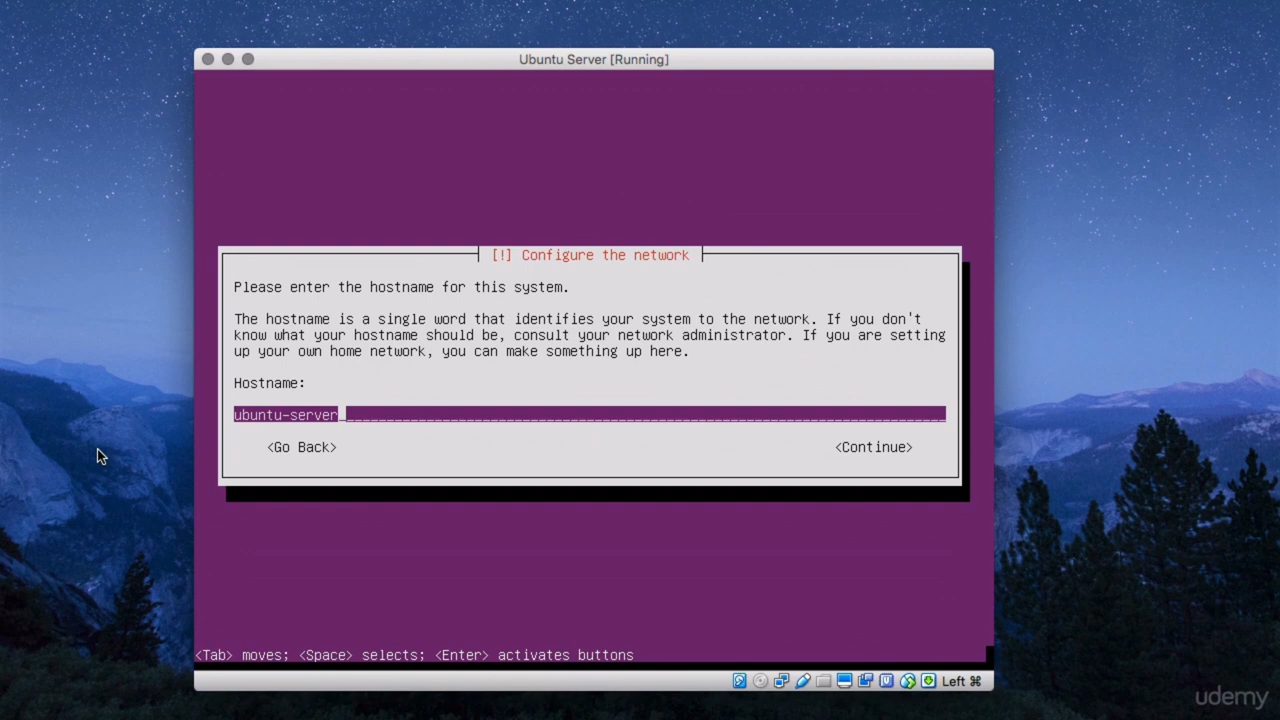 Ubuntu Server [Running]
[!] Configure the network
Please enter the hostname for this system.
The hostname is a single word that identifies your system to the network. If you don't
know what your hostname should be, consult your network administrator. If you are setting
up your own home network, you can make something up here.
Hostname:
ubuntu-server
<Go Back> <Continue>
<Tab> moves; <Space> selects; <Enter> activates buttons
Left ⌘
udemy